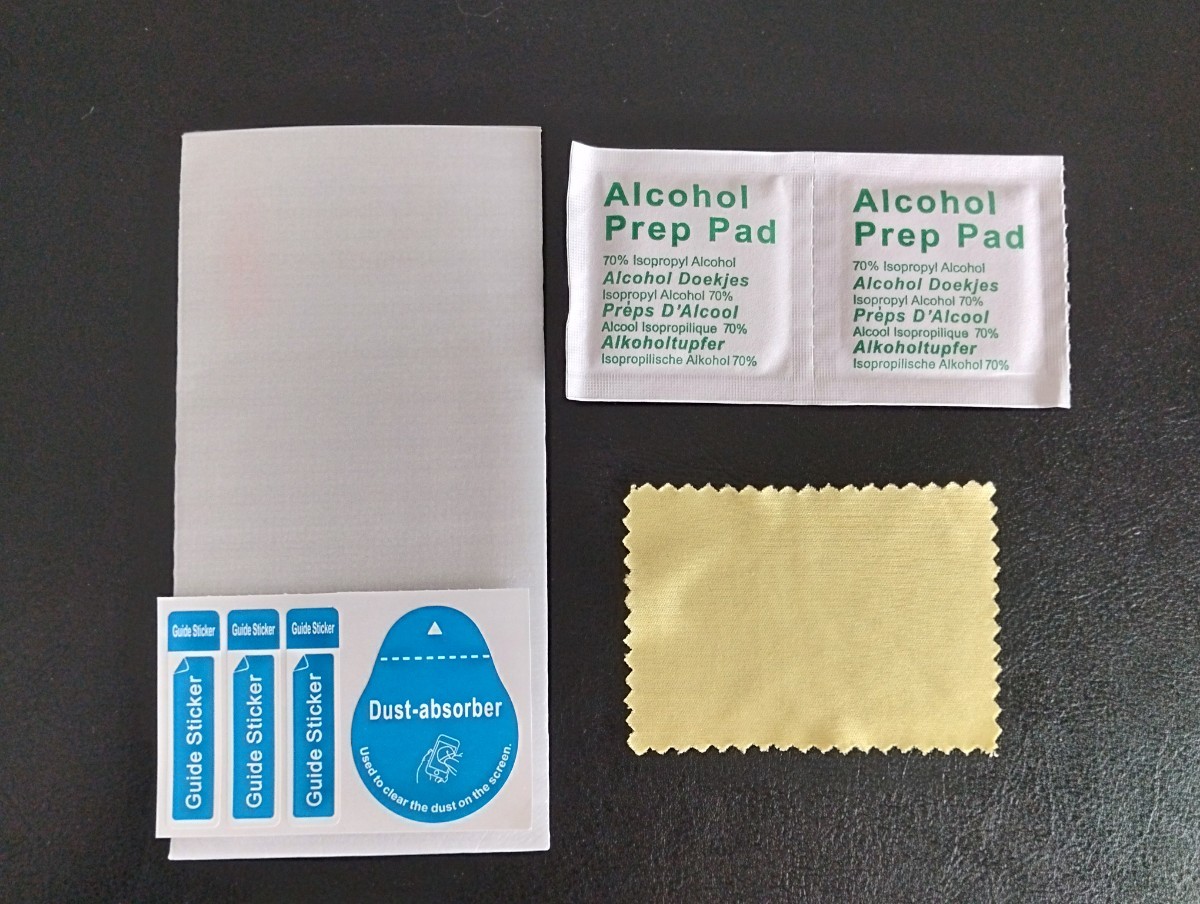 Alcohol
Prep Pad
70% Isopropyl Alcohol
Alcohol Doekjes
Isopropyl Alcohol 70%
Préps D'Alcool
Alcool Isopropilique 70%
Alkoholtupfer
Isopropilische Alkohol 70%
Alcohol
Prep Pad
70% Isopropyl Alcohol
Alcohol Doekjes
Isopropyl Alcohol 70%
Préps D'Alcool
Alcool Isopropilique 70%
Alkoholtupfer
Isopropilische Alkohol 70%
Guide Sticker
Guide Sticker
Guide Sticker
Guide Sticker
Guide Sticker
Guide Sticker
Dust-absorber
Used to clear the dust on the screen.